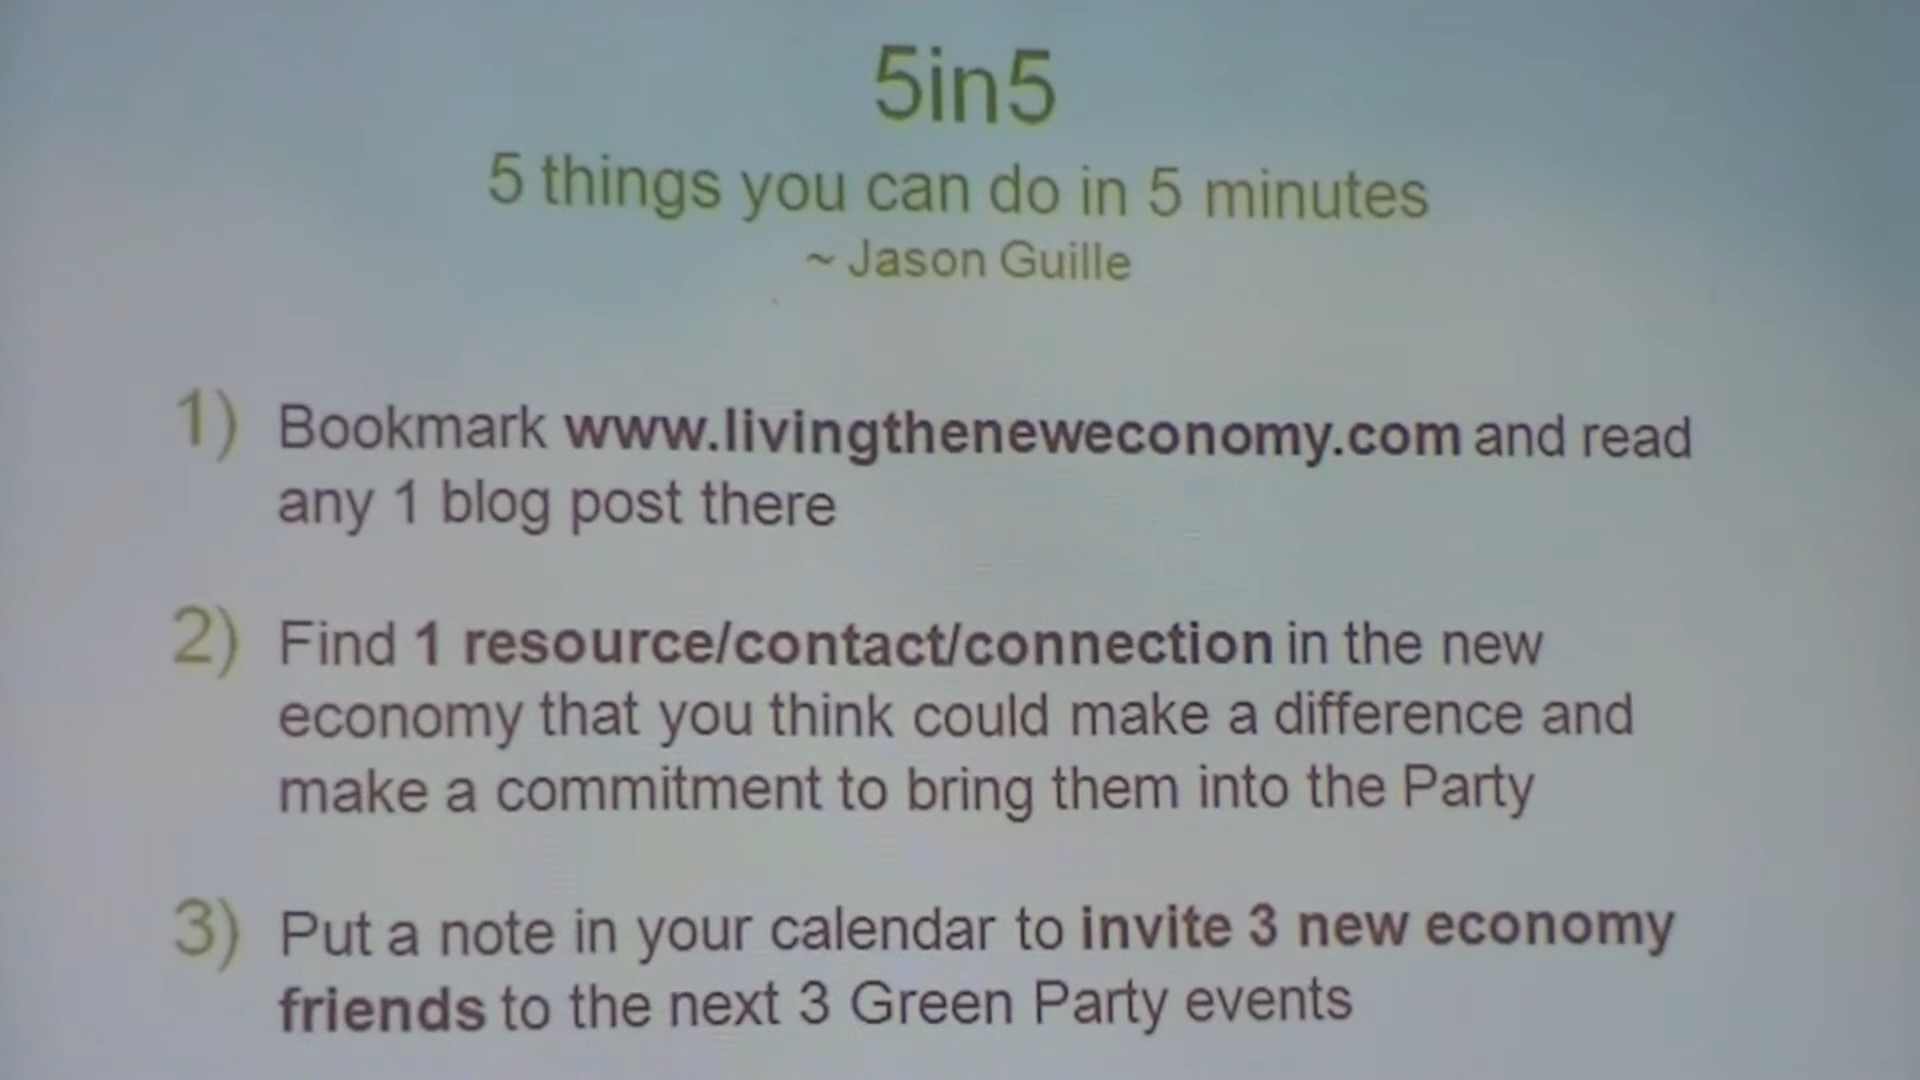 5in5
5 things you can do in 5 minutes
~ Jason Guille
1) Bookmark www.livingtheneweconomy.com and read
any 1 blog post there
2) Find 1 resource/contact/connection in the new
economy that you think could make a difference and
make a commitment to bring them into the Party
3) Put a note in your calendar to invite 3 new economy
friends to the next 3 Green Party events